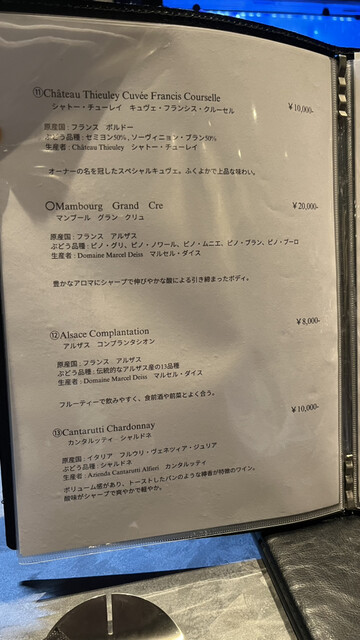 ⑪Château Thieuley Cuvée Francis Courselle
シャトー・チューレイ　キュヴェ・フランシス・クルーセル　￥10,000-
原産国：フランス　ボルドー
ぶどう品種：セミヨン50%、ソーヴィニョン・ブラン50%
生産者：Château Thieuley　シャトー・チューレイ
オーナーの名を冠したスペシャルキュヴェ。ふくよかで上品な味わい。
〇Mambourg　Grand　Cre　￥20,000-
マンブール　グラン　クリュ
原産国：フランス　アルザス
ぶどう品種：ピノ・グリ、ピノ・ノワール、ピノ・ムニエ、ピノ・ブラン、ピノ・ブーロ
生産者：Domaine Marcel Deiss　マルセル・ダイス
豊かなアロマにシャープで伸びやかな酸による引き締まったボディ。
￥8,000-
⑫Alsace Complantation
アルザス　コンプランタシオン
原産国：フランス　アルザス
ぶどう品種：伝統的なアルザス産の13品種
生産者：Domaine Marcel Deiss　マルセル・ダイス
フルーティーで飲みやすく、食前酒や前菜とよく合う。
￥10,000-
⑬Cantarutti Chardonnay
カンタルッティ　シャルドネ
原産国：イタリア　フルウリ・ヴェネツィア・ジュリア
ぶどう品種：シャルドネ
生産者：Azienda Cantarutti Alfieri　カンタルッティ
ボリューム感があり、トーストしたパンのような樽香が特徴のワイン。
酸味がシャープで爽やかで軽やか。